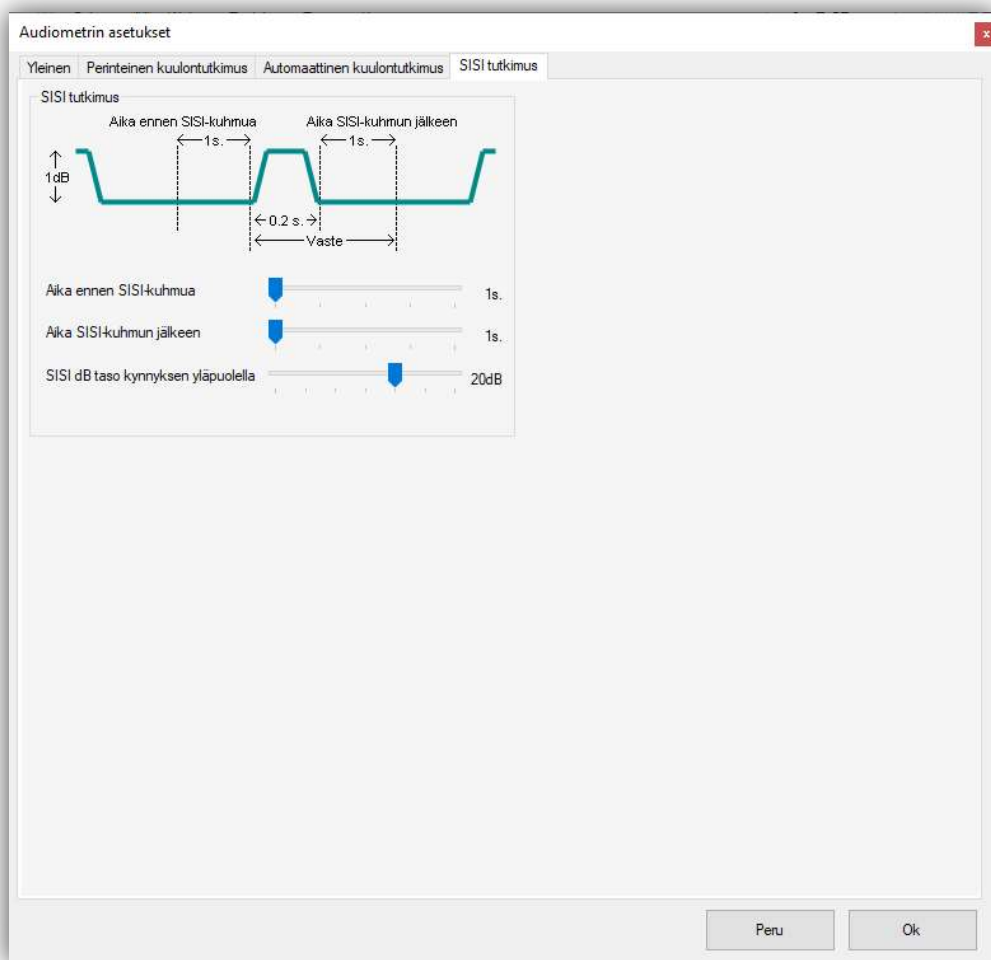 Audiometrin asetukset
x
Yleinen Perinteinen kuulontutkimus Automaattinen kuulontutkimus SISI tutkimus
SISI tutkimus
Aika ennen SISI-kuhmua Aika SISI-kuhmun jälkeen
1s. 1s.
1dB
0.2 s.
Vaste
Aika ennen SISI-kuhmua 1s.
Aika SISI-kuhmun jälkeen 1s.
SISI dB taso kynnyksen yläpuolella 20dB
Peru Ok